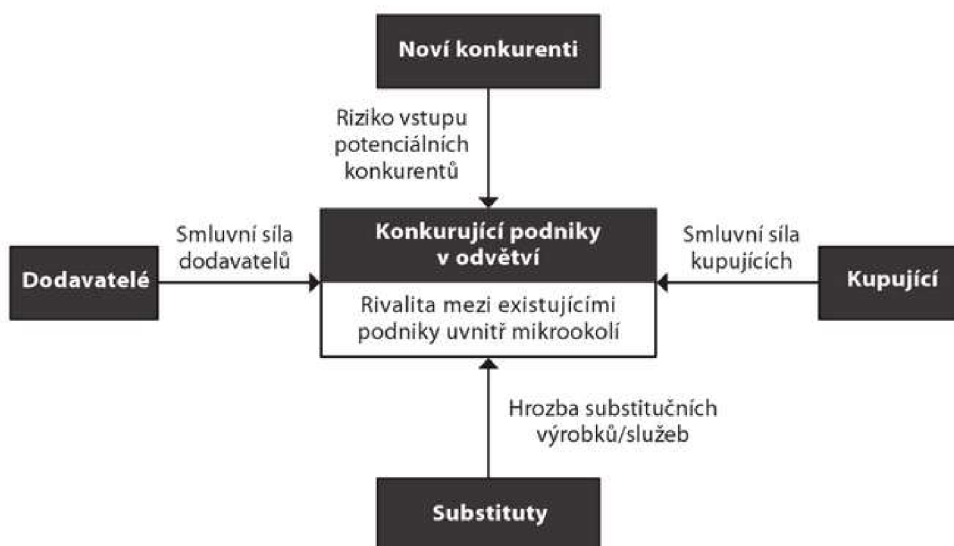 Noví konkurenti
Riziko vstupu
potenciálních
konkurentů
Konkurující podniky
v odvětví
Rivalita mezi existujícími
podniky uvnitř mikrookolí
Dodavatelé
Smluvní síla
dodavatelů
Smluvní síla
kupujících
Kupující
Hrozba substitučních
výrobků/služeb
Substituty